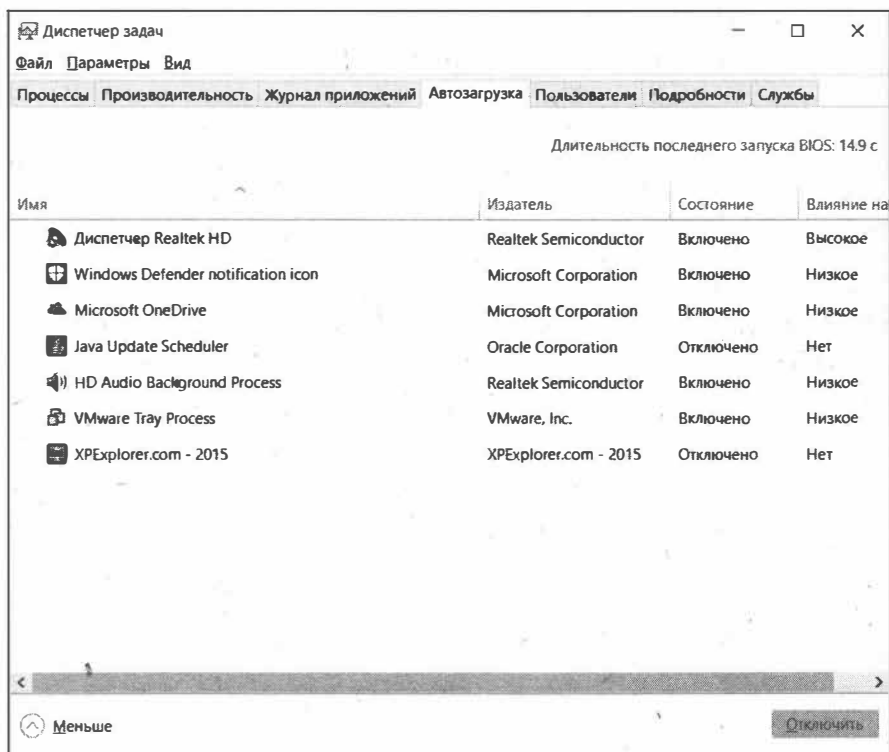 Диспетчер задач
Файл Параметры Вид
Процессы Производительность Журнал приложений Автозагрузка Пользователи Подробности Службы
Длительность последнего запуска BIOS: 14.9 с
Имя Издатель Состояние Влияние на
Диспетчер Realtek HD Realtek Semiconductor Включено Высокое
Windows Defender notification icon Microsoft Corporation Включено Низкое
Microsoft OneDrive Microsoft Corporation Включено Низкое
Java Update Scheduler Oracle Corporation Отключено Нет
HD Audio Background Process Realtek Semiconductor Включено Низкое
VMware Tray Process VMware, Inc. Включено Низкое
XPExplorer.com - 2015 XPExplorer.com - 2015 Отключено Нет
Меньше Отключить